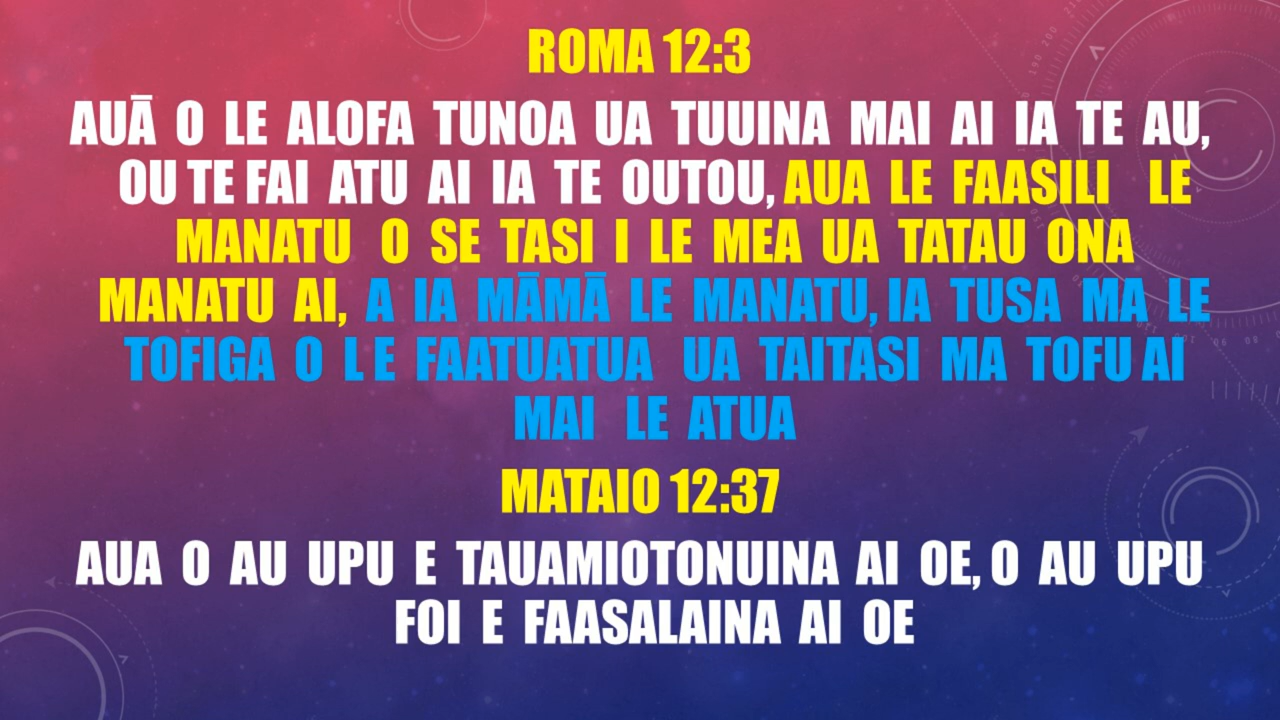 ROMA 12:3
AUĀ O LE ALOFA TUNOA UA TUUINA MAI AI IA TE AU,
OU TE FAI ATU AI IA TE OUTOU, AUA LE FAASILI LE
MANATU O SE TASI I LE MEA UA TATAU ONA
MANATU AI, A IA MĀMĀ LE MANATU, IA TUSA MA LE
TOFIGA O L E FAATUATUA UA TAITASI MA TOFU AI
MAI LE ATUA
MATAIO 12:37
AUA O AU UPU E TAUAMIOTONUINA AI OE, O AU UPU
FOI E FAASALAINA AI OE